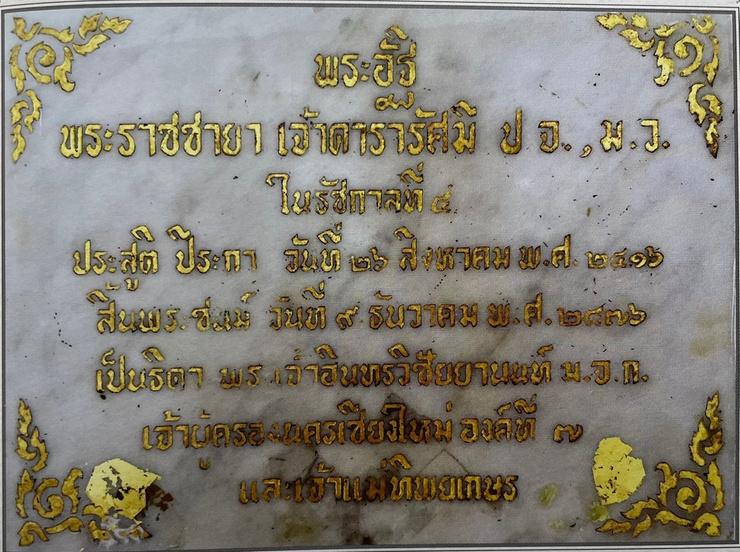 พระอัฐิ
พระราชชายา เจ้าดารารัศมี ป จ., ม.ว.
ในรัชกาลที่ ๕
ประสูติ ปีระกา วันที่ ๒๖ สิงหาคม พ.ศ. ๒๔๑๖
สิ้นพระชนม์ วันที่ ๙ ธันวาคม พ.ศ. ๒๔๗๖
เป็นธิดา พระเจ้าอินทรวิชัยยานนท์ ม.จ.ก.
เจ้าผู้ครองนครเชียงใหม่ องค์ที่ ๗
และเจ้าแม่ทิพยเกษร